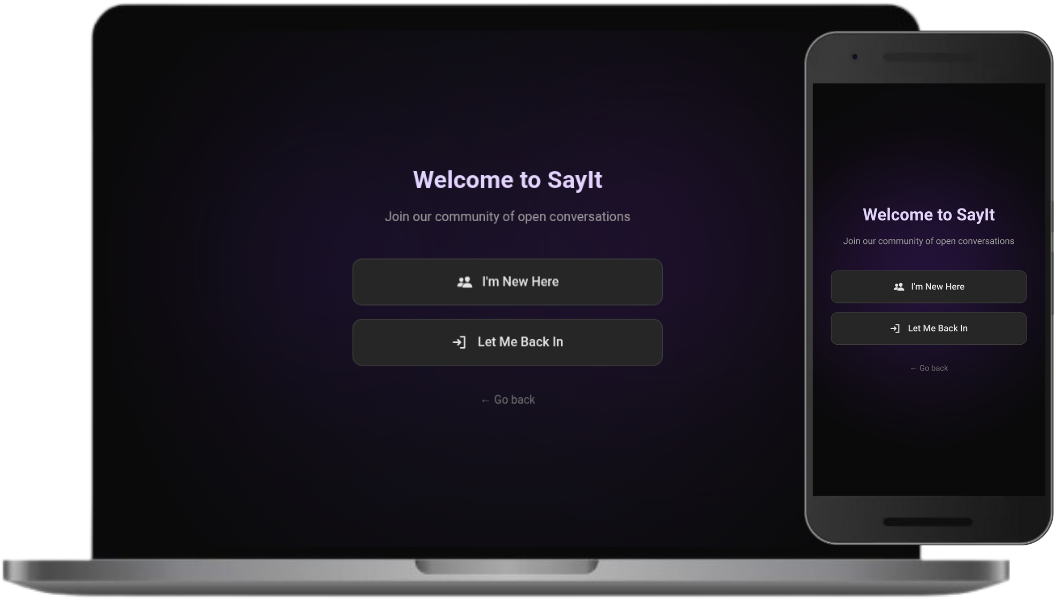 Welcome to SayIt
Join our community of open conversations
I'm New Here
Let Me Back In
← Go back
Welcome to SayIt
Join our community of open conversations
I'm New Here
Let Me Back In
← Go back